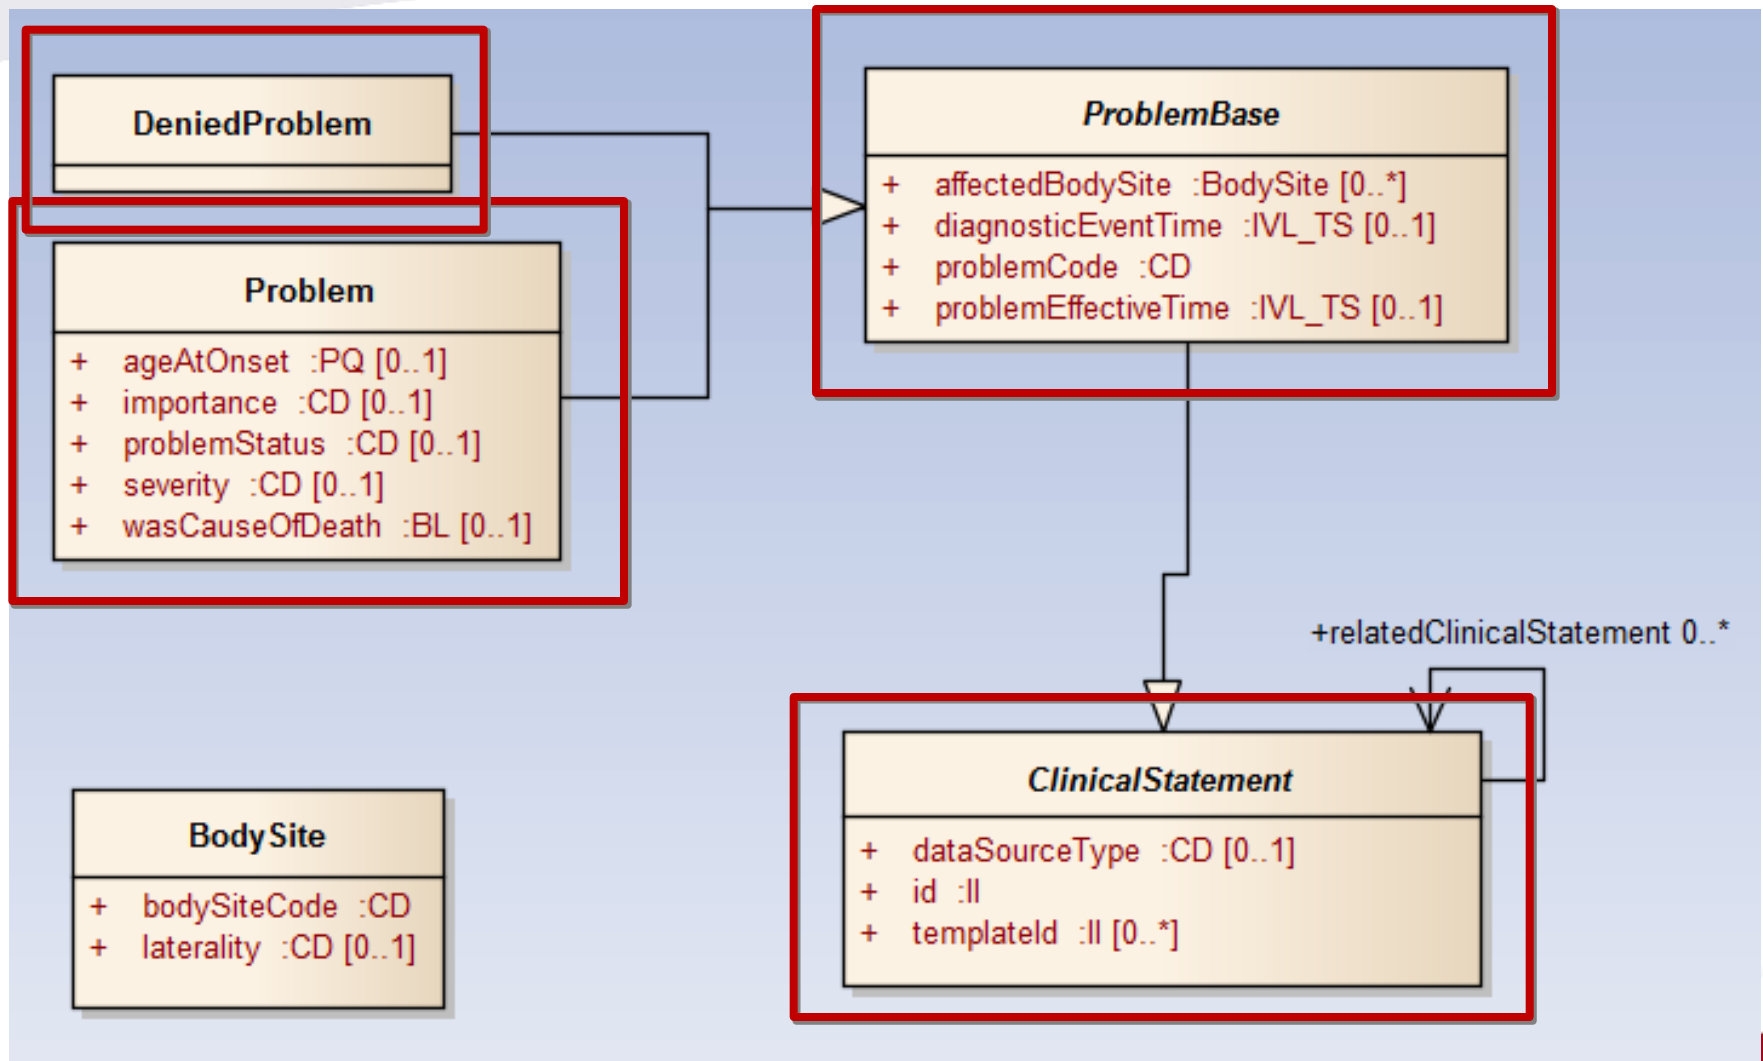 DeniedProblem
Problem
+ ageAtOnset :PQ [0..1]
+ importance :CD [0..1]
+ problemStatus :CD [0..1]
+ severity :CD [0..1]
+ wasCauseOfDeath :BL [0..1]
ProblemBase
+ affectedBodySite :BodySite [0..*]
+ diagnosticEventTime :IVL_TS [0..1]
+ problemCode :CD
+ problemEffectiveTime :IVL_TS [0..1]
+relatedClinicalStatement 0..*
ClinicalStatement
+ dataSourceType :CD [0..1]
+ id :II
+ templateId :II [0..*]
BodySite
+ bodySiteCode :CD
+ laterality :CD [0..1]